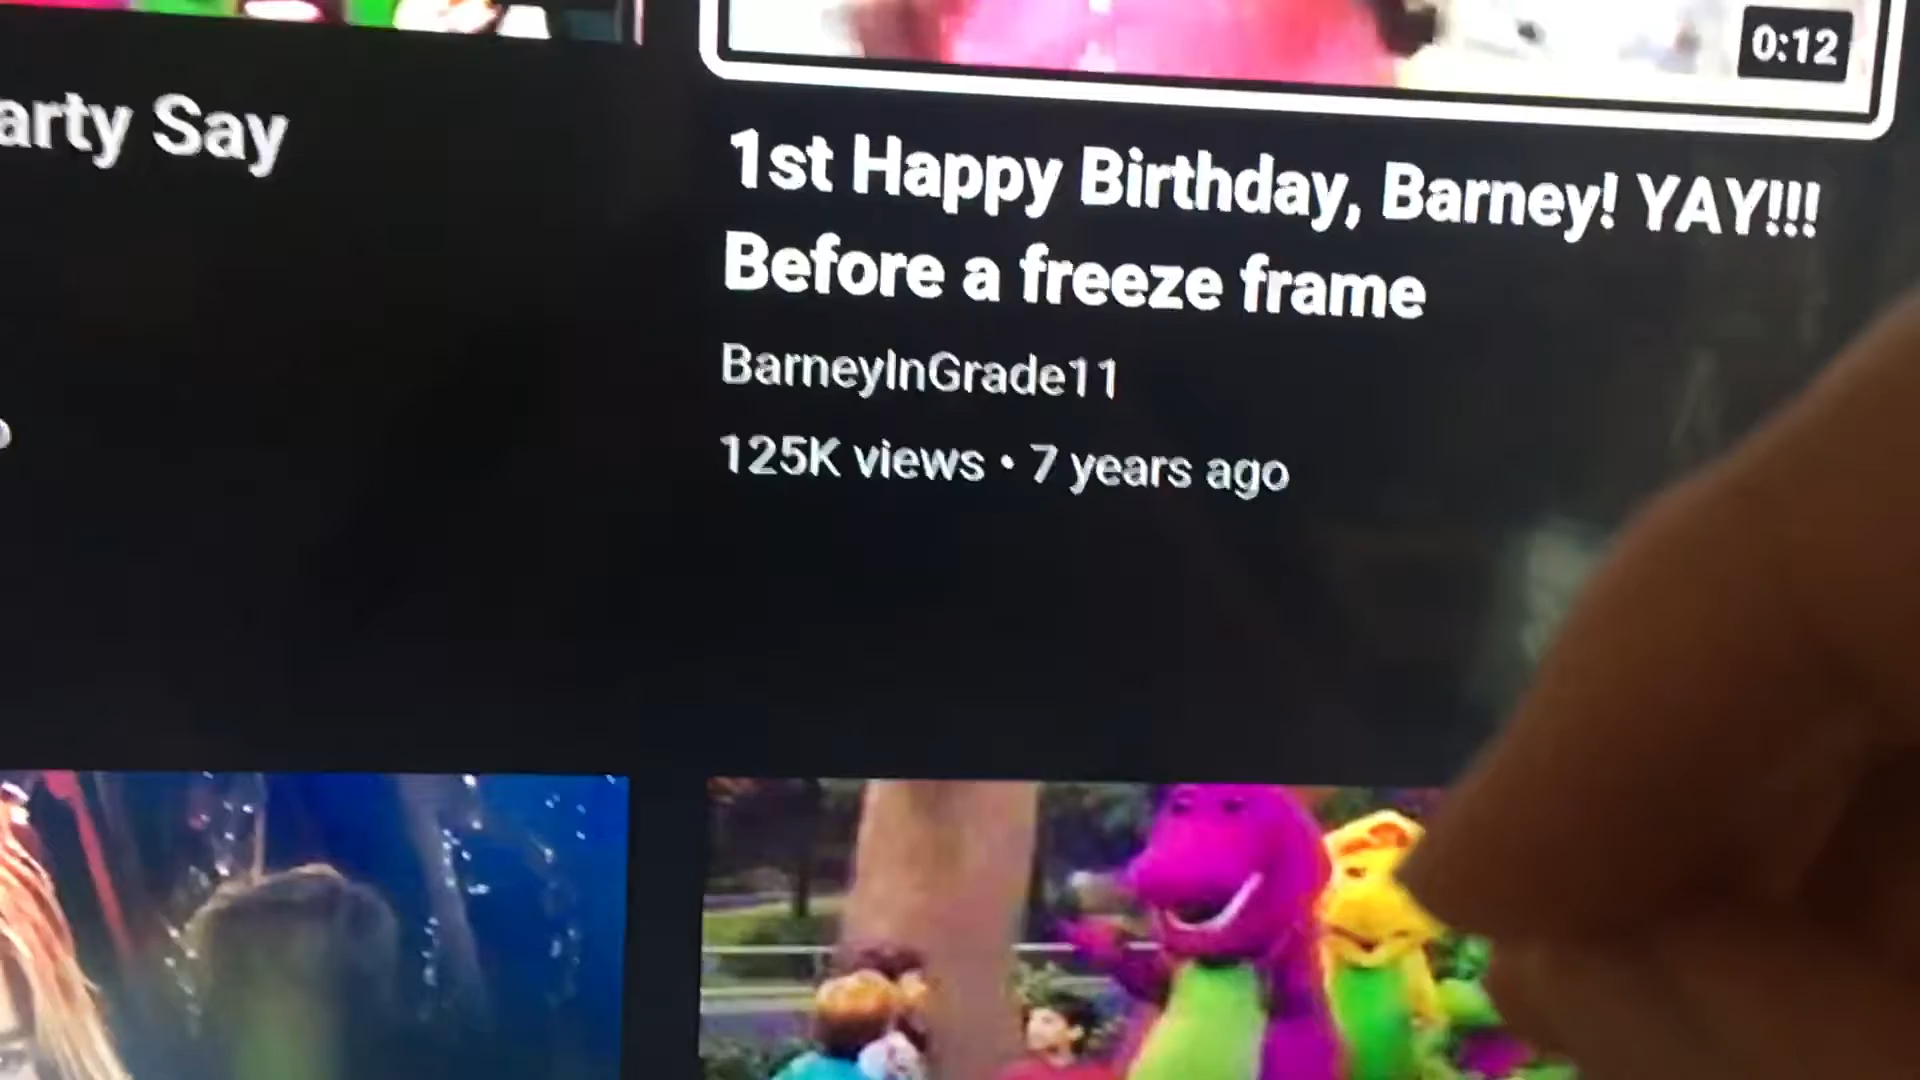 0:12
arty Say
1st Happy Birthday, Barney! YAY!!!
Before a freeze frame
BarneyInGrade11
125K views • 7 years ago